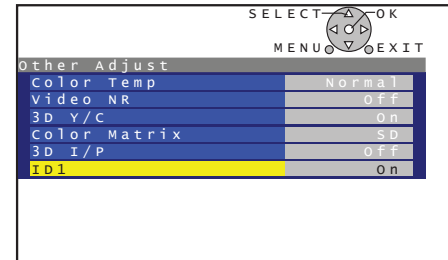 SELECT OK
MENU EXIT
Other Adjust
Color Temp Normal
Video NR Off
3D Y/C On
Color Matrix SD
3D I/P Off
ID1 On